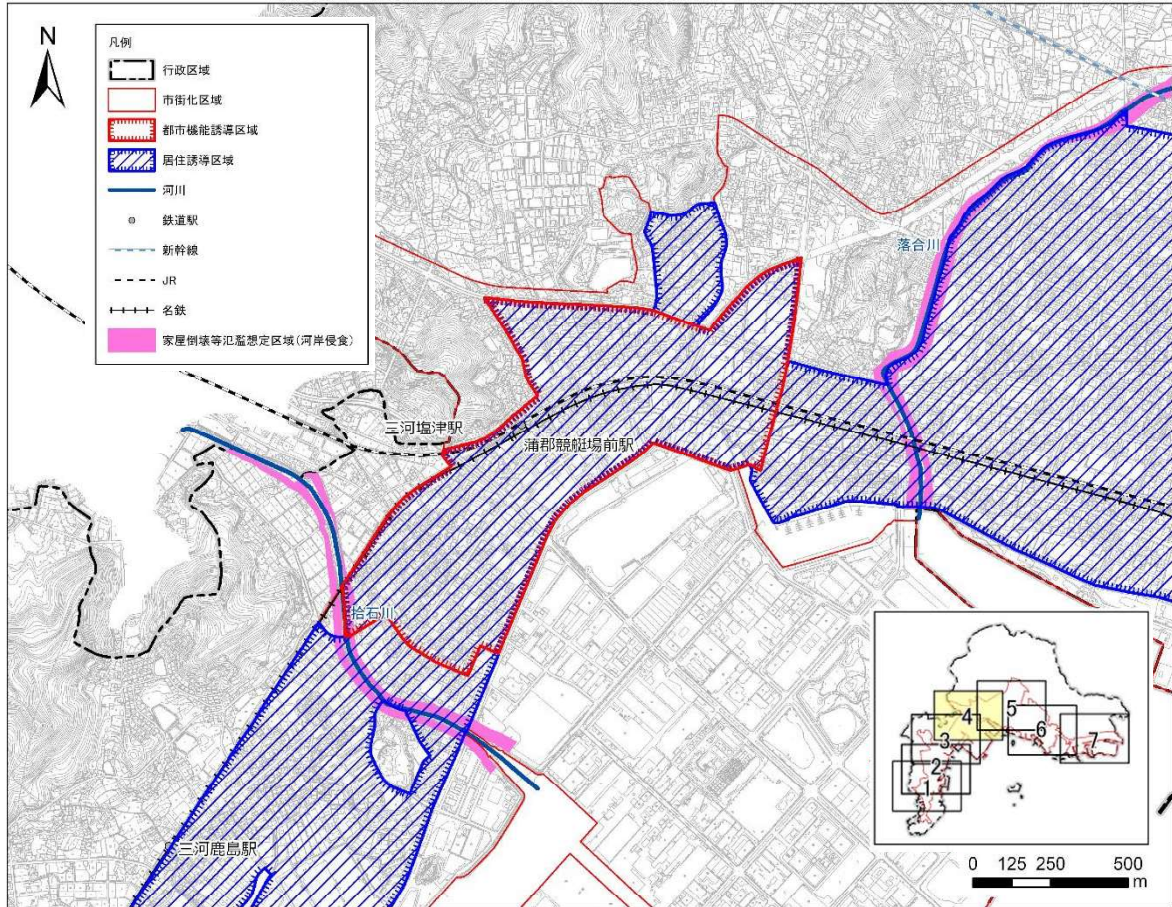 N
凡例
行政区域
市街化区域
都市機能誘導区域
居住誘導区域
河川
鉄道駅
新幹線
JR
名鉄
家屋倒壊等氾濫想定区域(河岸侵食)
落合川
三河塩津駅
蒲郡競艇場前駅
拾石川
三河鹿島駅
4
5
3
6
7
2
1
0 125 250 500
m